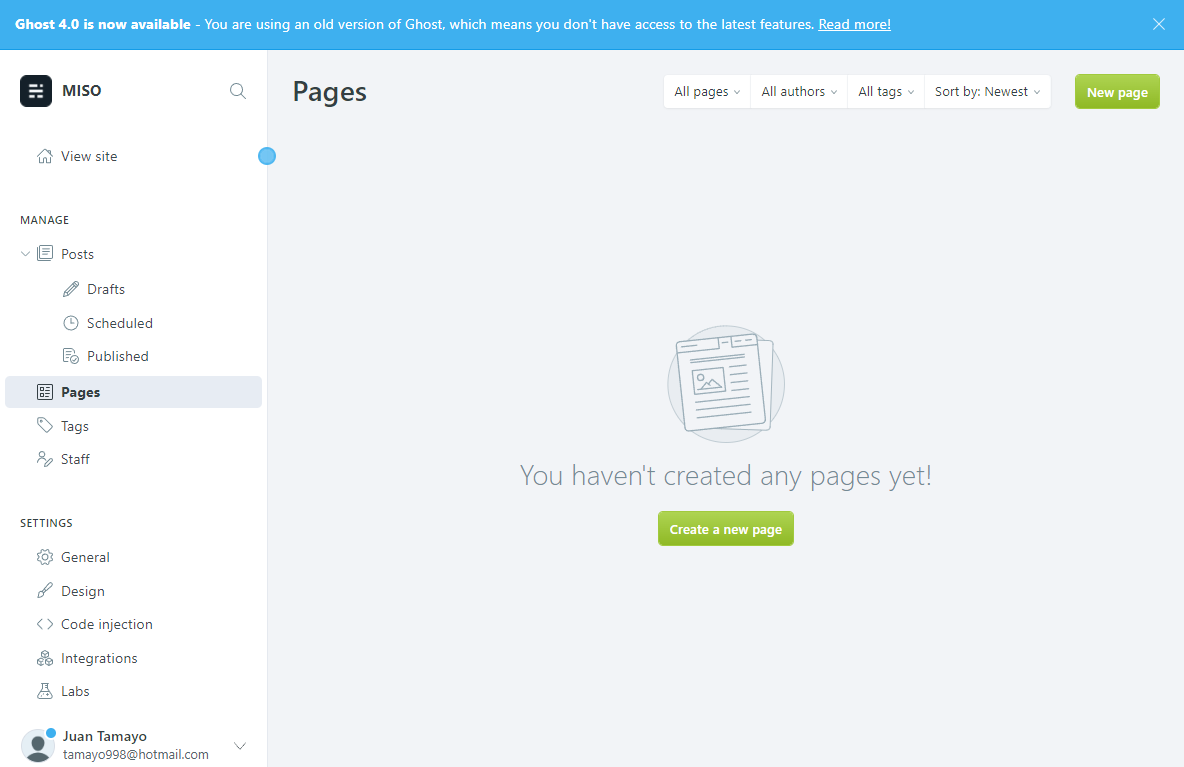 Ghost 4.0 is now available - You are using an old version of Ghost, which means you don't have access to the latest features. Read more!
MISO
View site
MANAGE
Posts
Drafts
Scheduled
Published
Pages
Tags
Staff
SETTINGS
General
Design
Code injection
Integrations
Labs
Juan Tamayo
tamayo998@hotmail.com
Pages
All pages All authors All tags Sort by: Newest New page
You haven't created any pages yet!
Create a new page